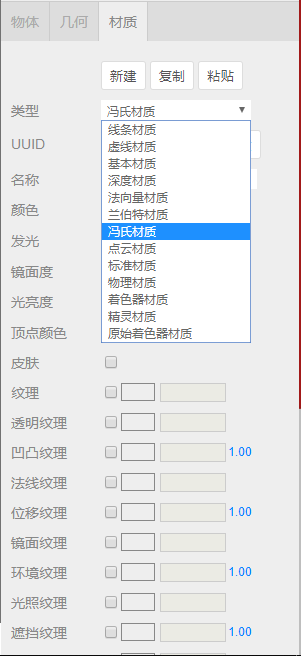 物体 几何 材质
新建 复制 粘贴
类型 冯氏材质
线条材质
虚线材质
基本材质
深度材质
法向量材质
兰伯特材质
冯氏材质
点云材质
标准材质
物理材质
着色器材质
精灵材质
原始着色器材质
UUID
名称
颜色
发光
镜面度
光亮度
顶点颜色
皮肤
纹理
透明纹理
凹凸纹理 1.00
法线纹理
位移纹理 1.00
镜面纹理
环境纹理 1.00
光照纹理
遮挡纹理 1.00